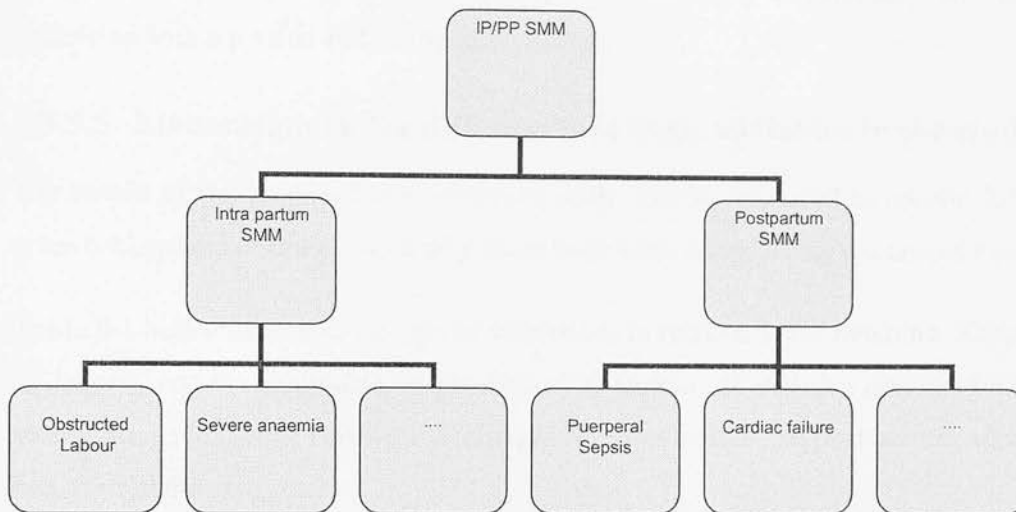 IP/PP SMM
Intra partum
SMM
Postpartum
SMM
Obstructed
Labour
Severe anaemia
....
Puerperal
Sepsis
Cardiac failure
....